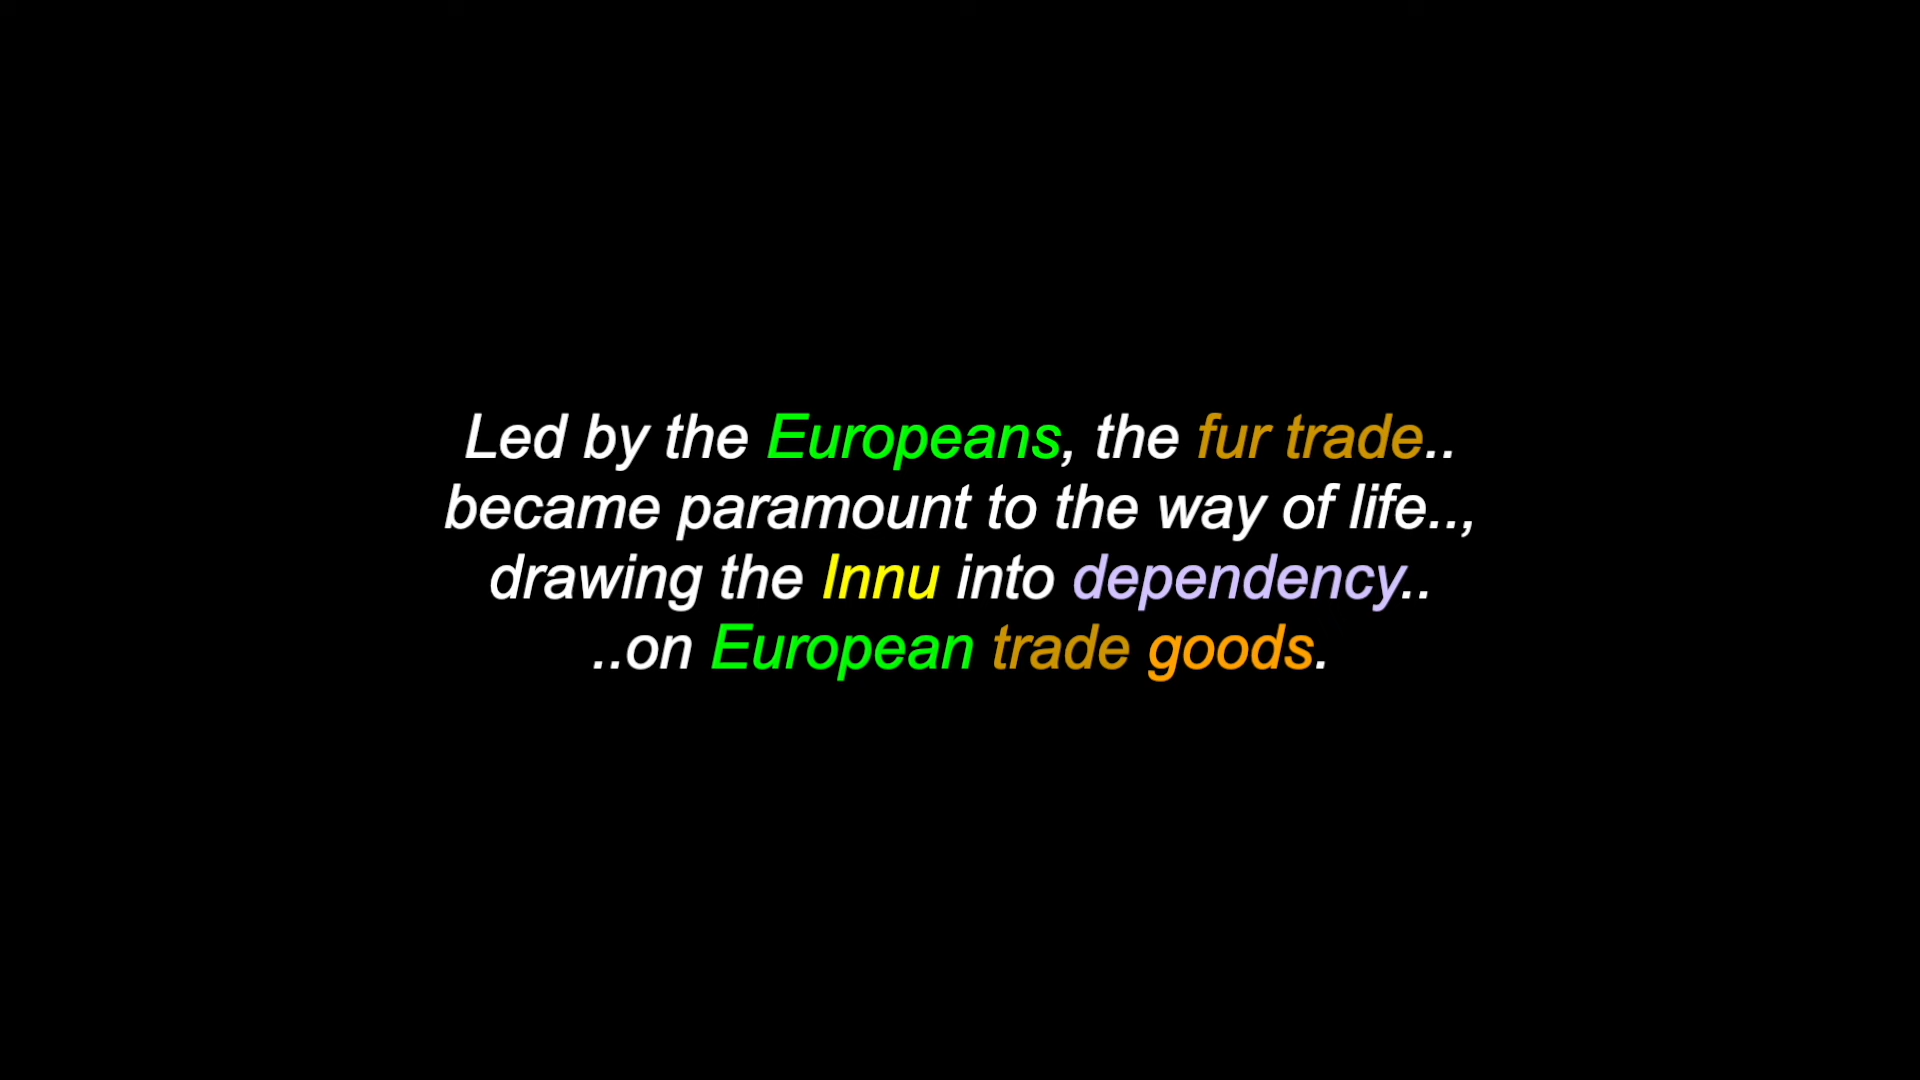 Led by the Europeans, the fur trade..
became paramount to the way of life..,
drawing the Innu into dependency..
..on European trade goods.